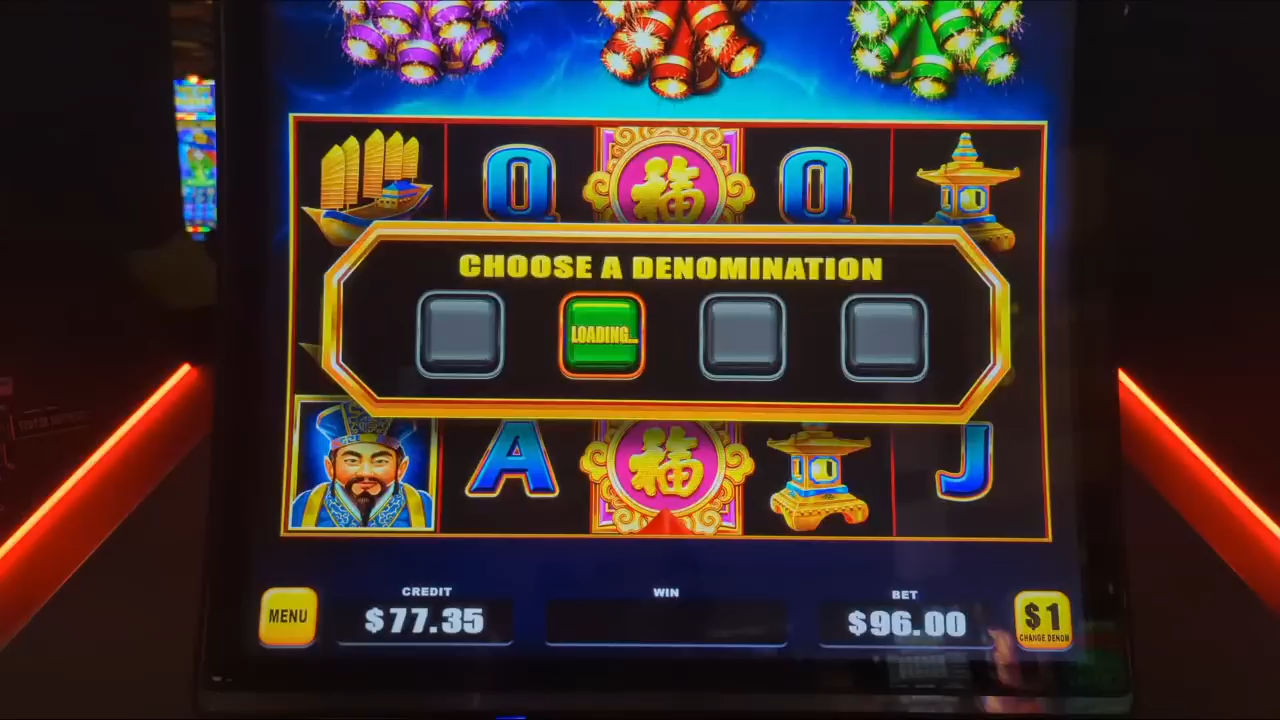 Q
福
Q
CHOOSE A DENOMINATION
LOADING...
A
福
J
MENU
CREDIT
$77.35
WIN
BET
$96.00
$1
CHANGE DENOM